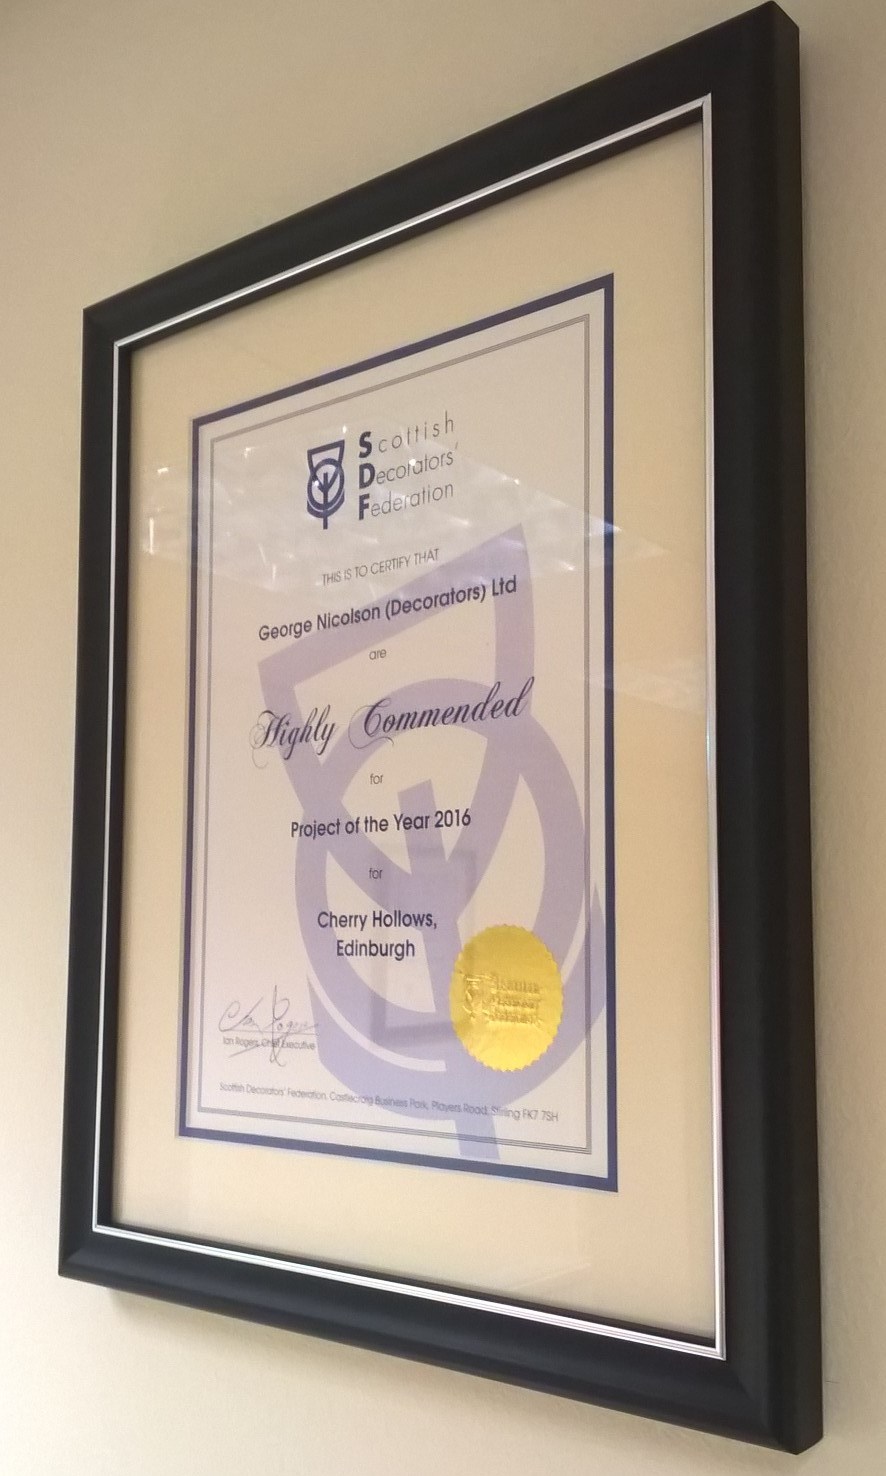 Scottish
Decorators'
Federation
THIS IS TO CERTIFY THAT
George Nicolson (Decorators) Ltd
are
Highly Commended
for
Project of the Year 2016
for
Cherry Hollows,
Edinburgh
Ian Rogers
Ian Rogers, Chief Executive
Scottish Decorators' Federation, Castlecraig Business Park, Players Road, Stirling FK7 7SH